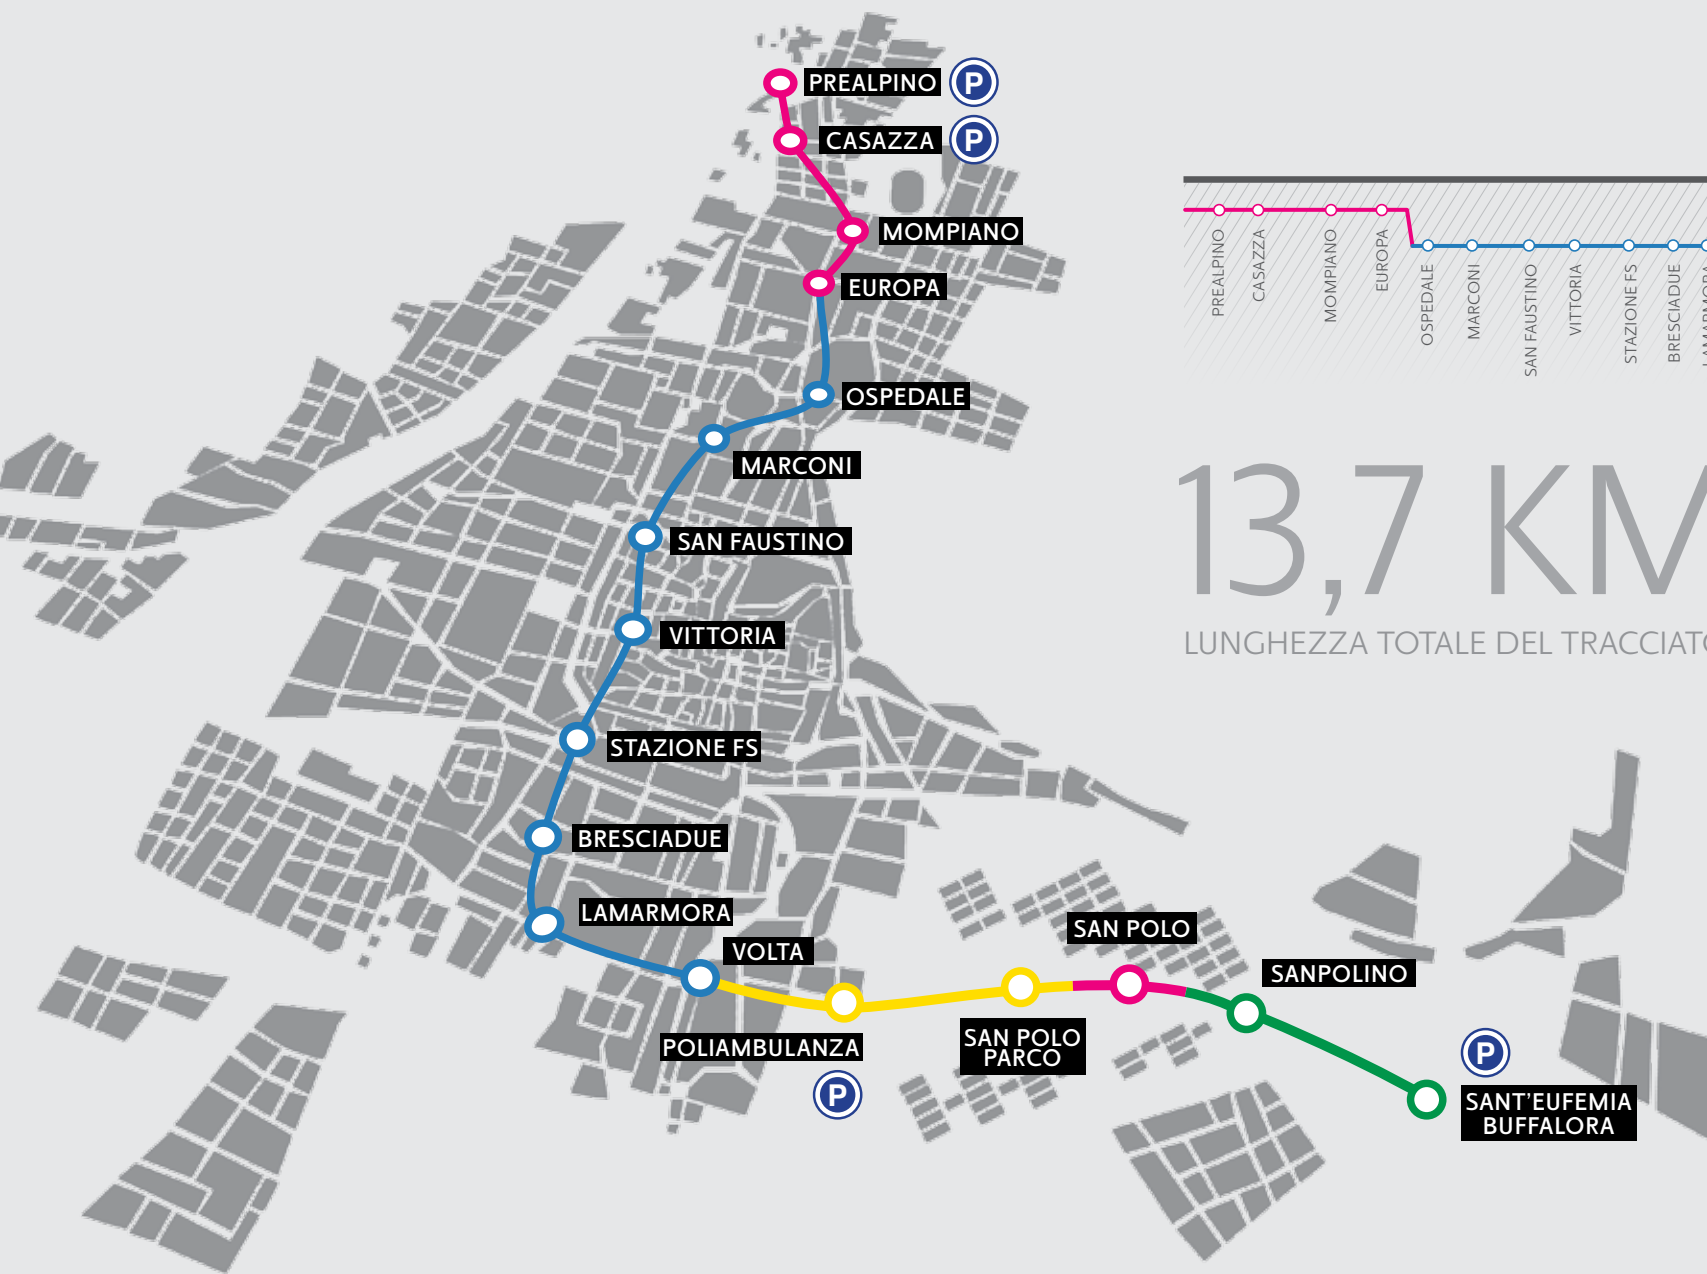 PREALPINO
P
CASAZZA
P
MOMPIANO
EUROPA
OSPEDALE
MARCONI
SAN FAUSTINO
VITTORIA
STAZIONE FS
BRESCIADUE
LAMARMORA
VOLTA
POLIAMBULANZA
P
SAN POLO
PARCO
SAN POLO
SANPOLINO
P
SANT'EUFEMIA
BUFFALORA
PREALPINO
CASAZZA
MOMPIANO
EUROPA
OSPEDALE
MARCONI
SAN FAUSTINO
VITTORIA
STAZIONE FS
BRESCIADUE
13,7 KM
LUNGHEZZA TOTALE DEL TRACCIATO